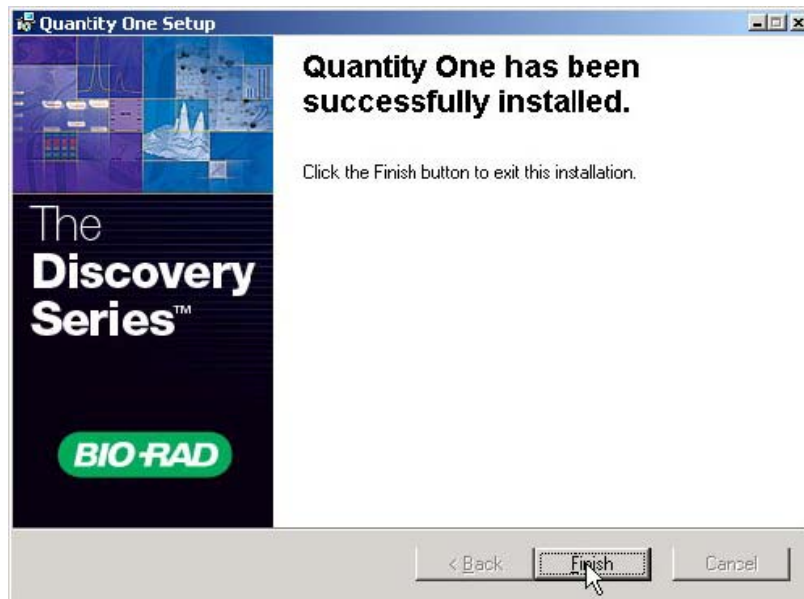 Quantity One Setup
Quantity One has been
successfully installed.
Click the Finish button to exit this installation.
The
Discovery
Series™
BIO-RAD
< Back
Finish
Cancel